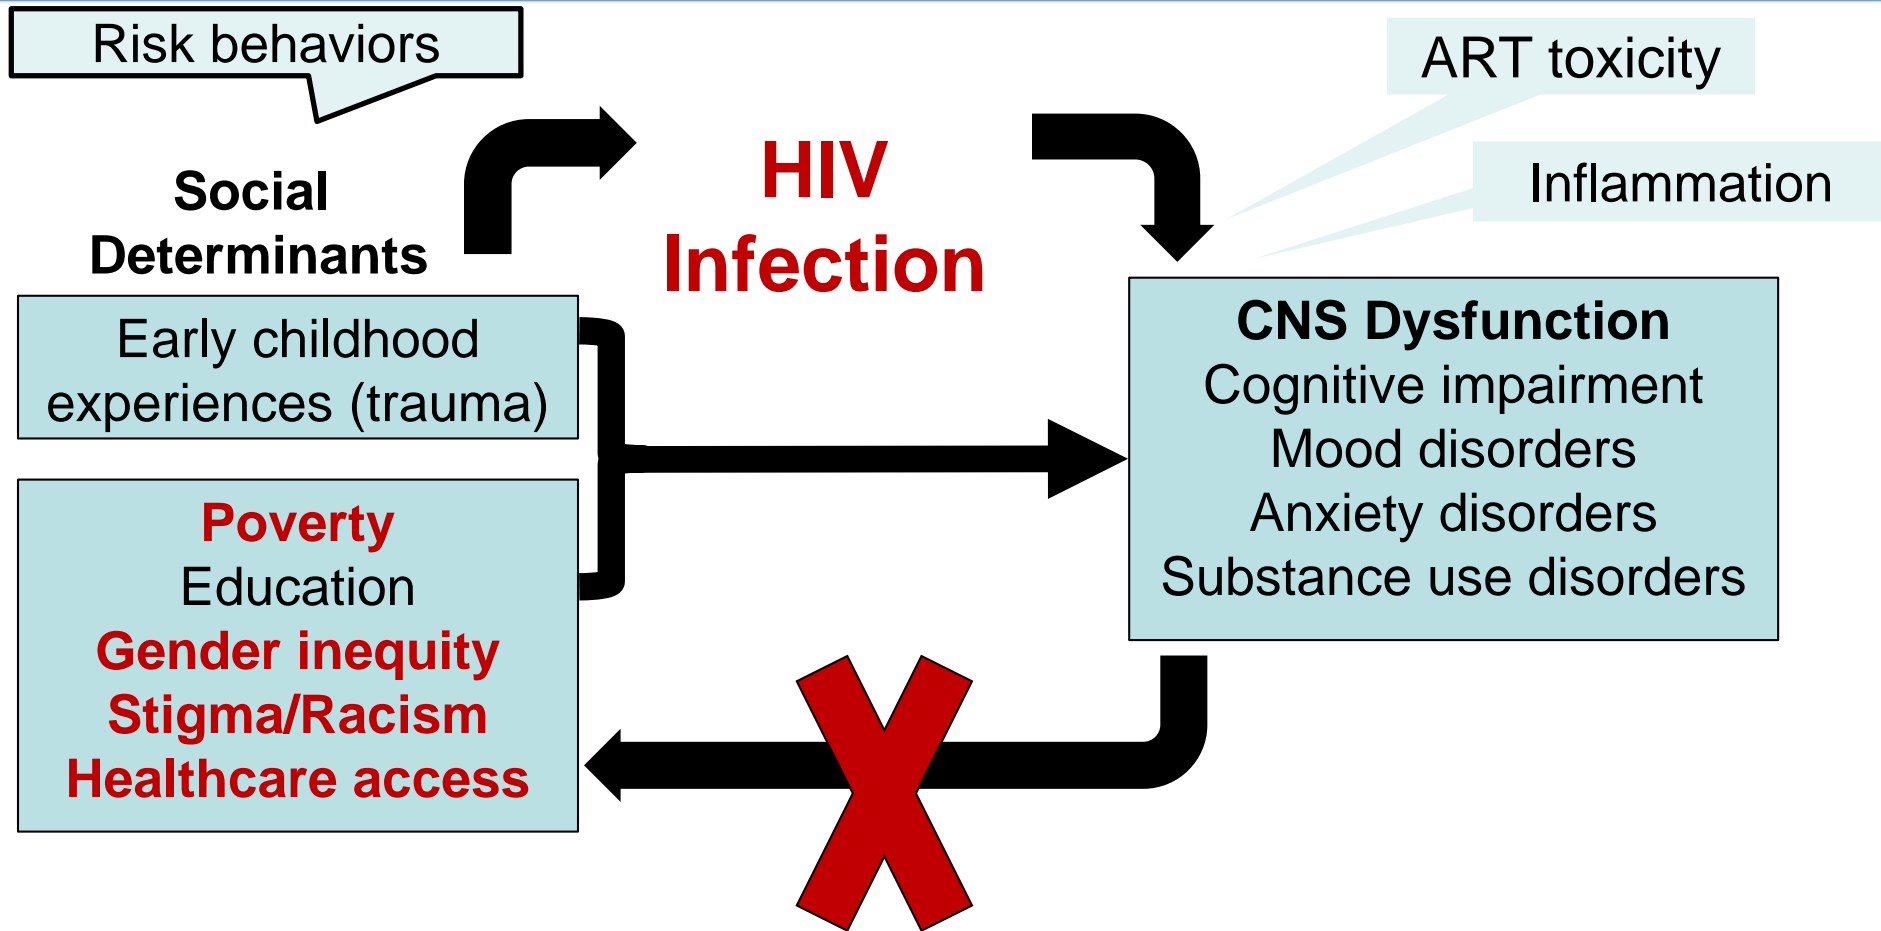 Risk behaviors
ART toxicity
Inflammation
HIV
Infection
Social
Determinants
Early childhood
experiences (trauma)
Poverty
Education
Gender inequity
Stigma/Racism
Healthcare access
CNS Dysfunction
Cognitive impairment
Mood disorders
Anxiety disorders
Substance use disorders